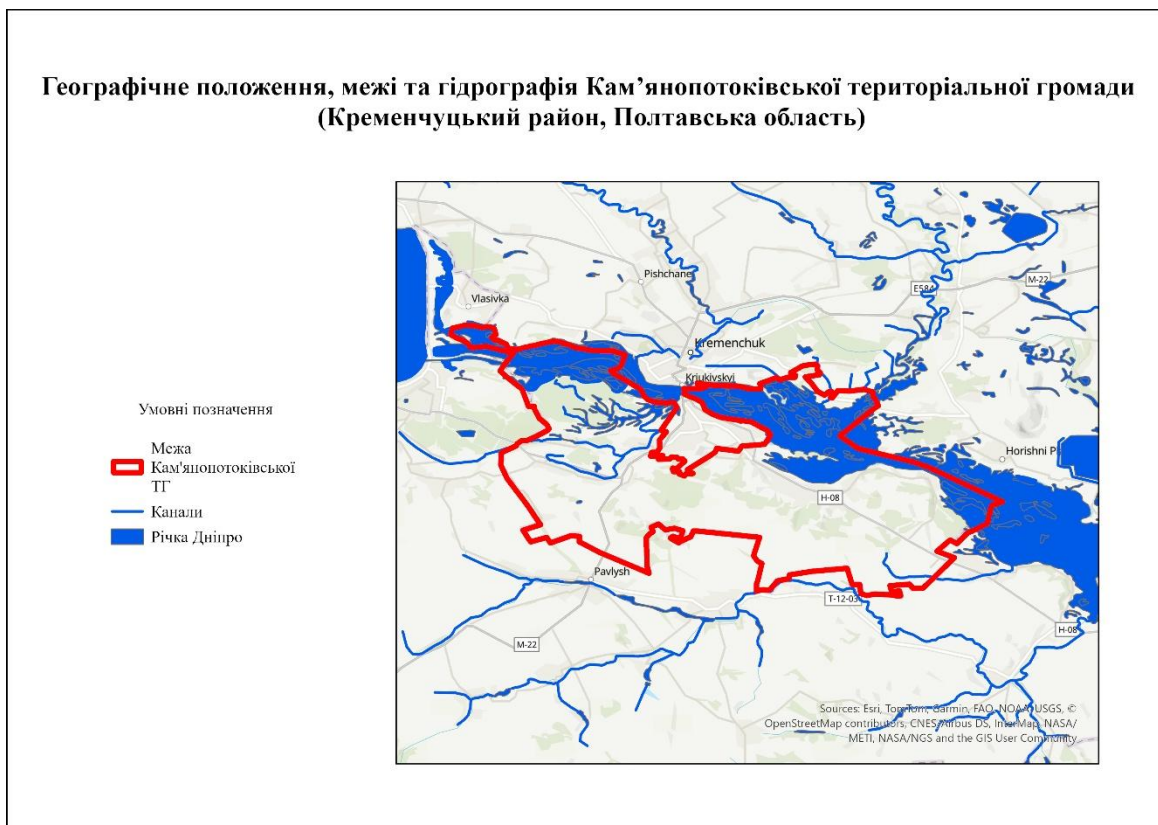 Географічне положення, межі та гідрографія Кам’янопотоківської територіальної громади
(Кременчуцький район, Полтавська область)
Умовні позначення
Межа
Кам'янопотоківської
ТГ
Канали
Річка Дніпро
Vlasivka
Pishchane
E584
M-22
Kremenchuk
Kriukivskyi
Horishni P
H-08
Pavlysh
T-12-03
H-08
M-22
Sources: Esri, TomTom, Garmin, FAO, NOAA, USGS, ©
OpenStreetMap contributors, CNES/Airbus DS, InterMap, NASA/
METI, NASA/NGS and the GIS User Community